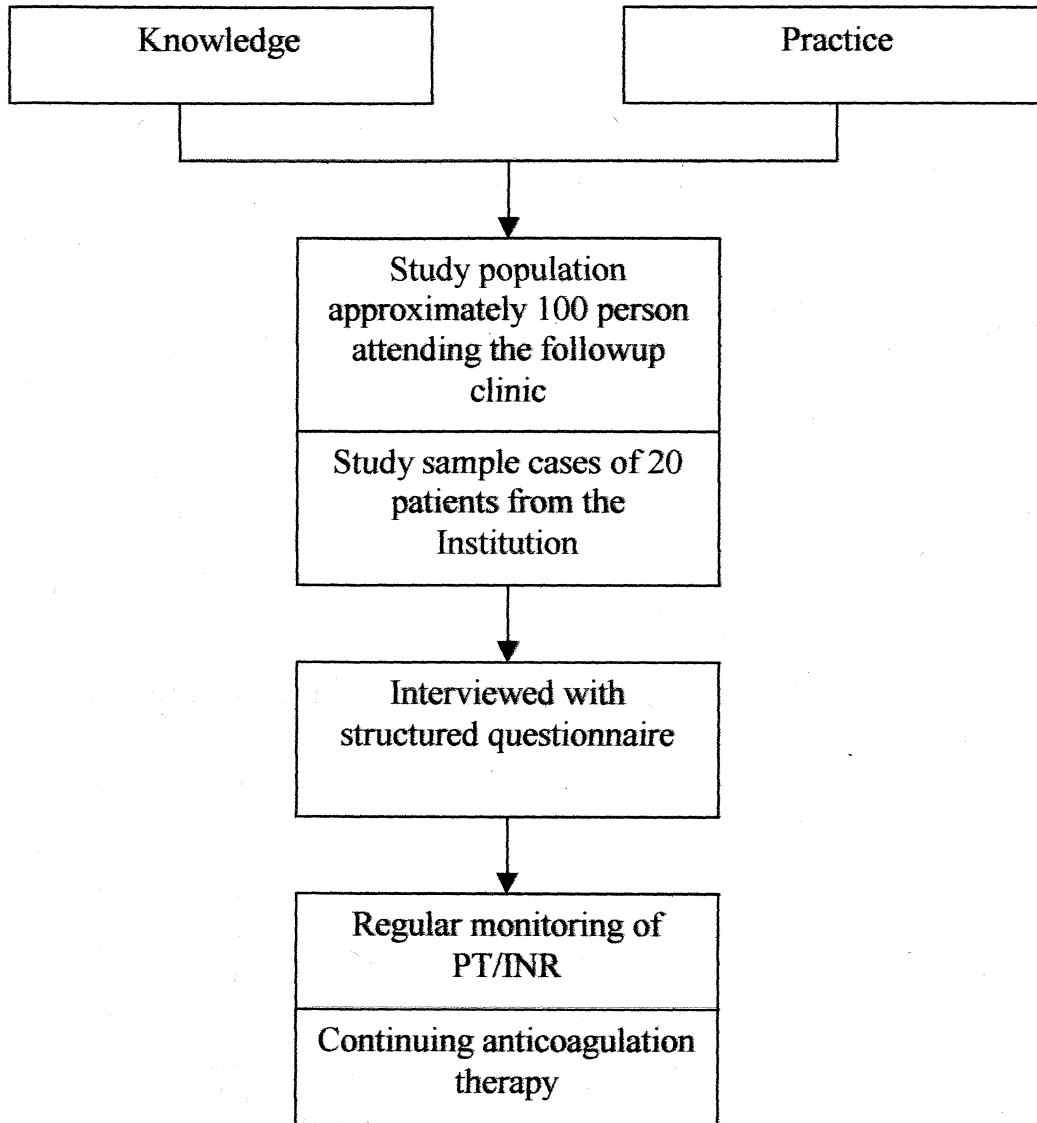 Knowledge
Practice
Study population
approximately 100 person
attending the followup
clinic
Study sample cases of 20
patients from the
Institution
Interviewed with
structured questionnaire
Regular monitoring of
PT/INR
Continuing anticoagulation
therapy